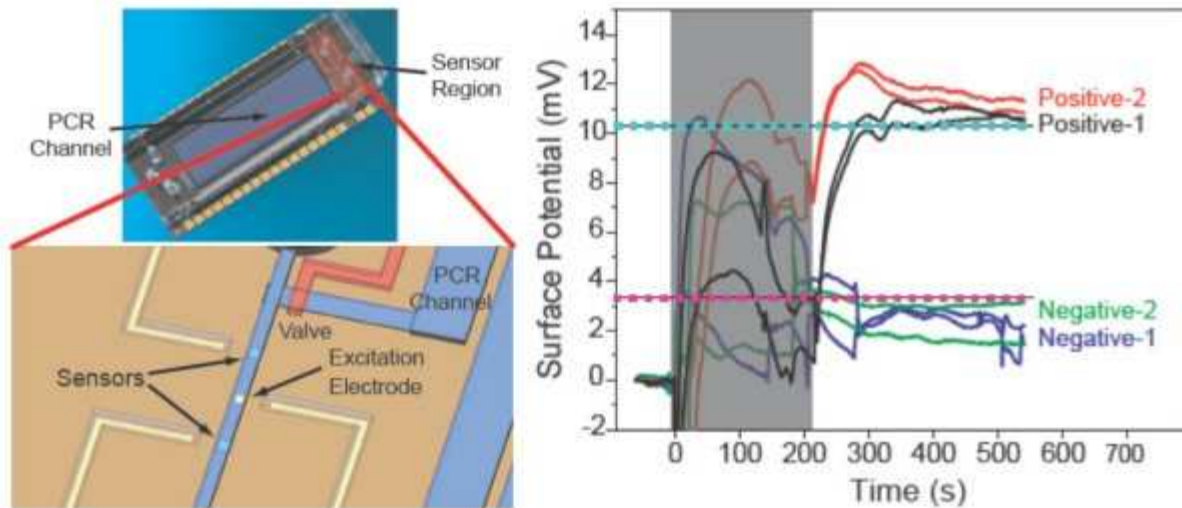 Sensor
Region
PCR
Channel
PCR
Channel
Valve
Sensors
Excitation
Electrode
Surface Potential (mV)
14
12
10
8
6
4
2
0
-2
Positive-2
Positive-1
Negative-2
Negative-1
0 100 200 300 400 500 600 700
Time (s)